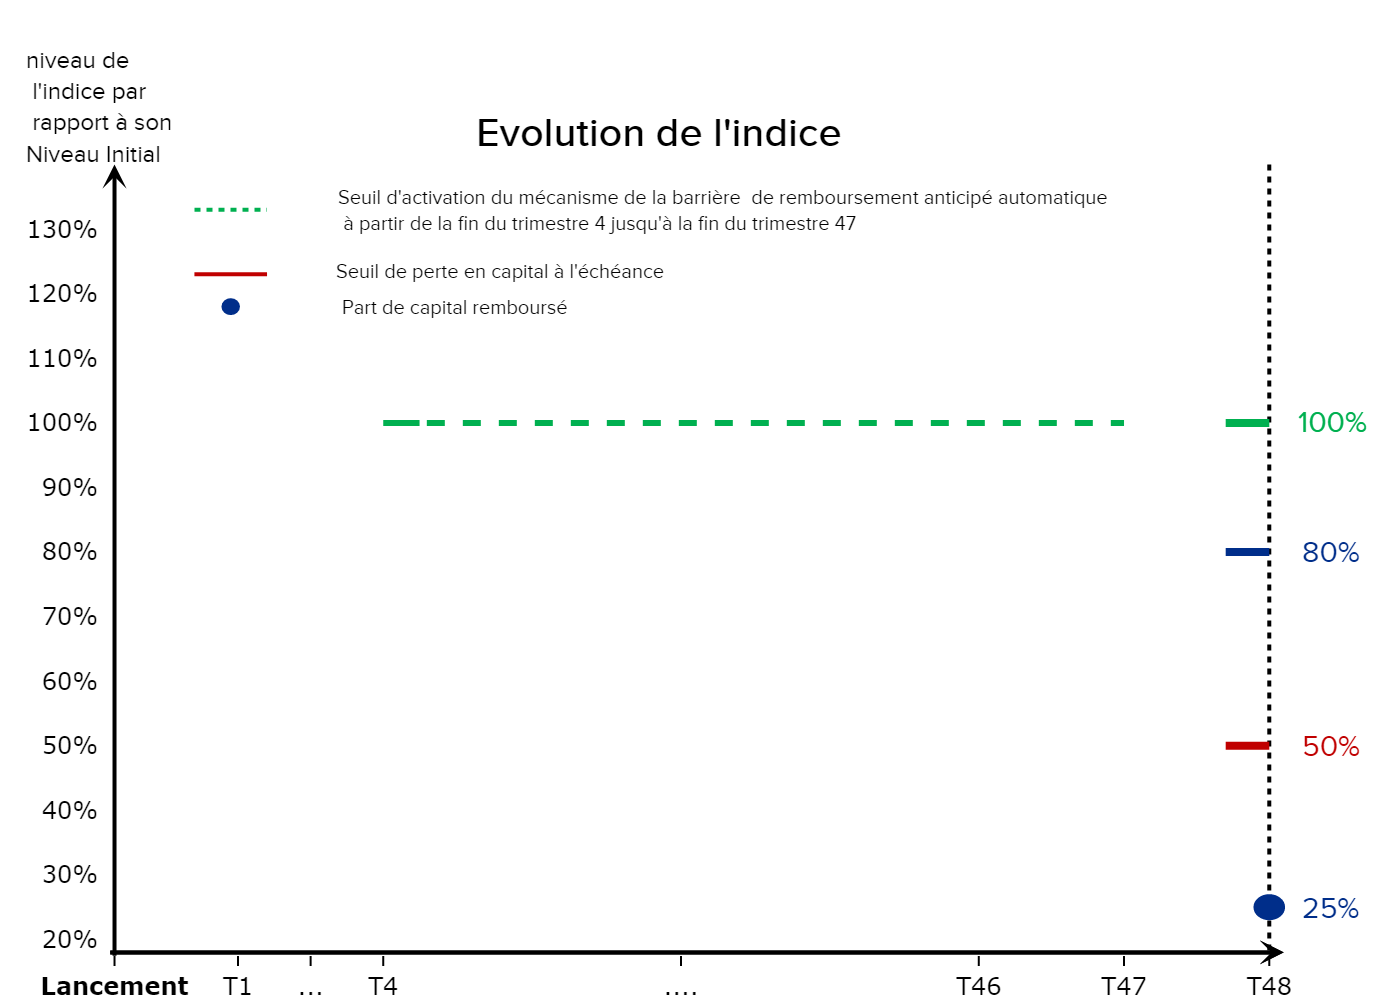 niveau de
l'indice par
rapport à son
Niveau Initial
Evolution de l'indice
Seuil d'activation du mécanisme de la barrière  de remboursement anticipé automatique
à partir de la fin du trimestre 4 jusqu'à la fin du trimestre 47
Seuil de perte en capital à l'échéance
Part de capital remboursé
130%
120%
110%
100%
90%
80%
70%
60%
50%
40%
30%
20%
100%
80%
50%
25%
Lancement T1 ... T4 .... T46 T47 T48